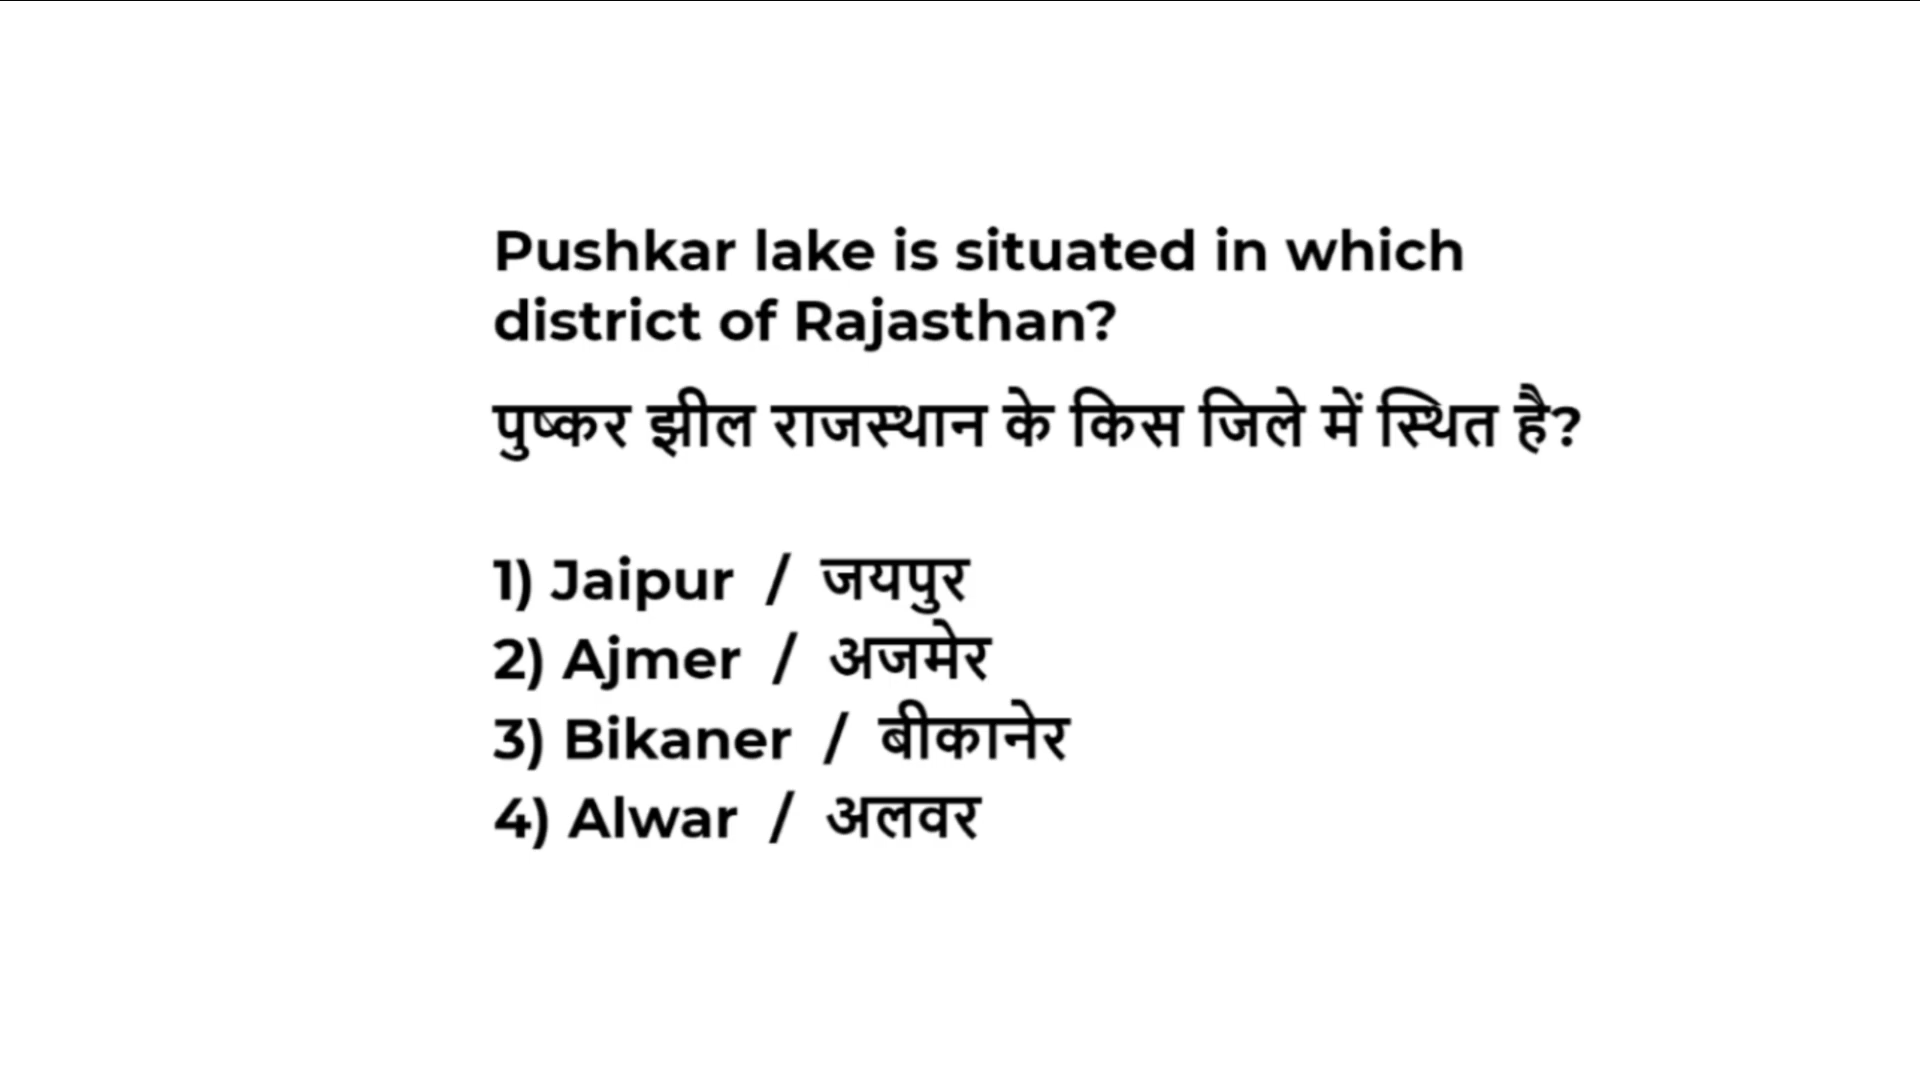 Pushkar lake is situated in which
district of Rajasthan?
पुष्कर झील राजस्थान के किस जिले में स्थित है?
1) Jaipur / जयपुर
2) Ajmer / अजमेर
3) Bikaner / बीकानेर
4) Alwar / अलवर